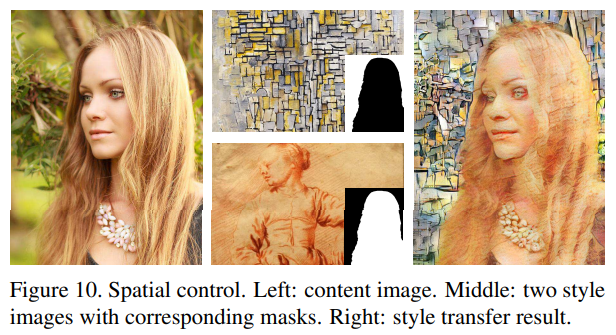 Figure 10. Spatial control. Left: content image. Middle: two style
images with corresponding masks. Right: style transfer result.